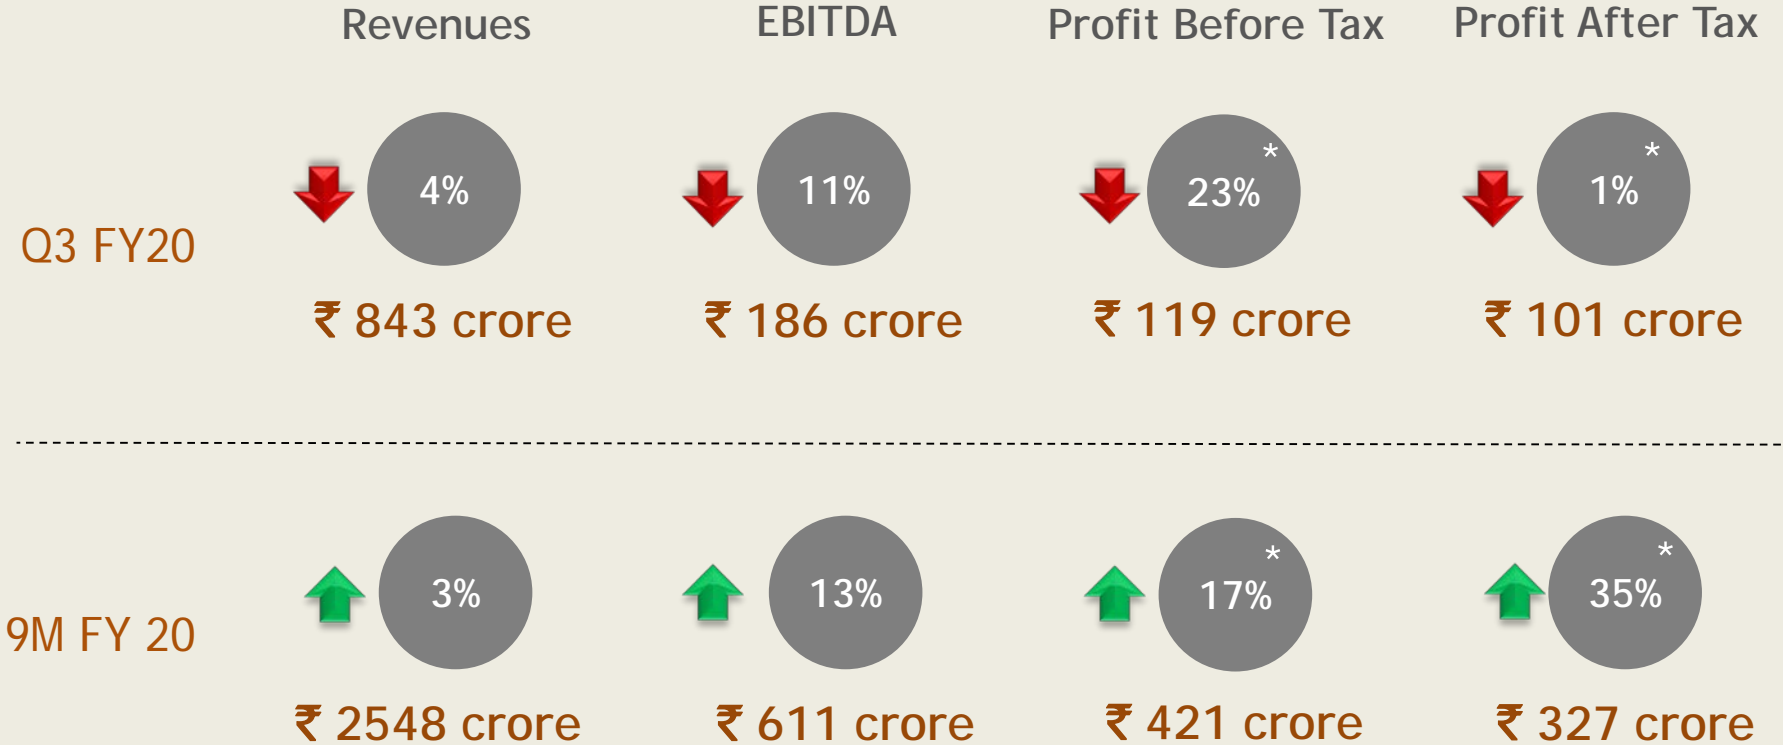 Revenues EBITDA Profit Before Tax Profit After Tax
4% 11% 23%* 1%*
Q3 FY20
₹ 843 crore ₹ 186 crore ₹ 119 crore ₹ 101 crore
3% 13% 17%* 35%*
9M FY 20
₹ 2548 crore ₹ 611 crore ₹ 421 crore ₹ 327 crore